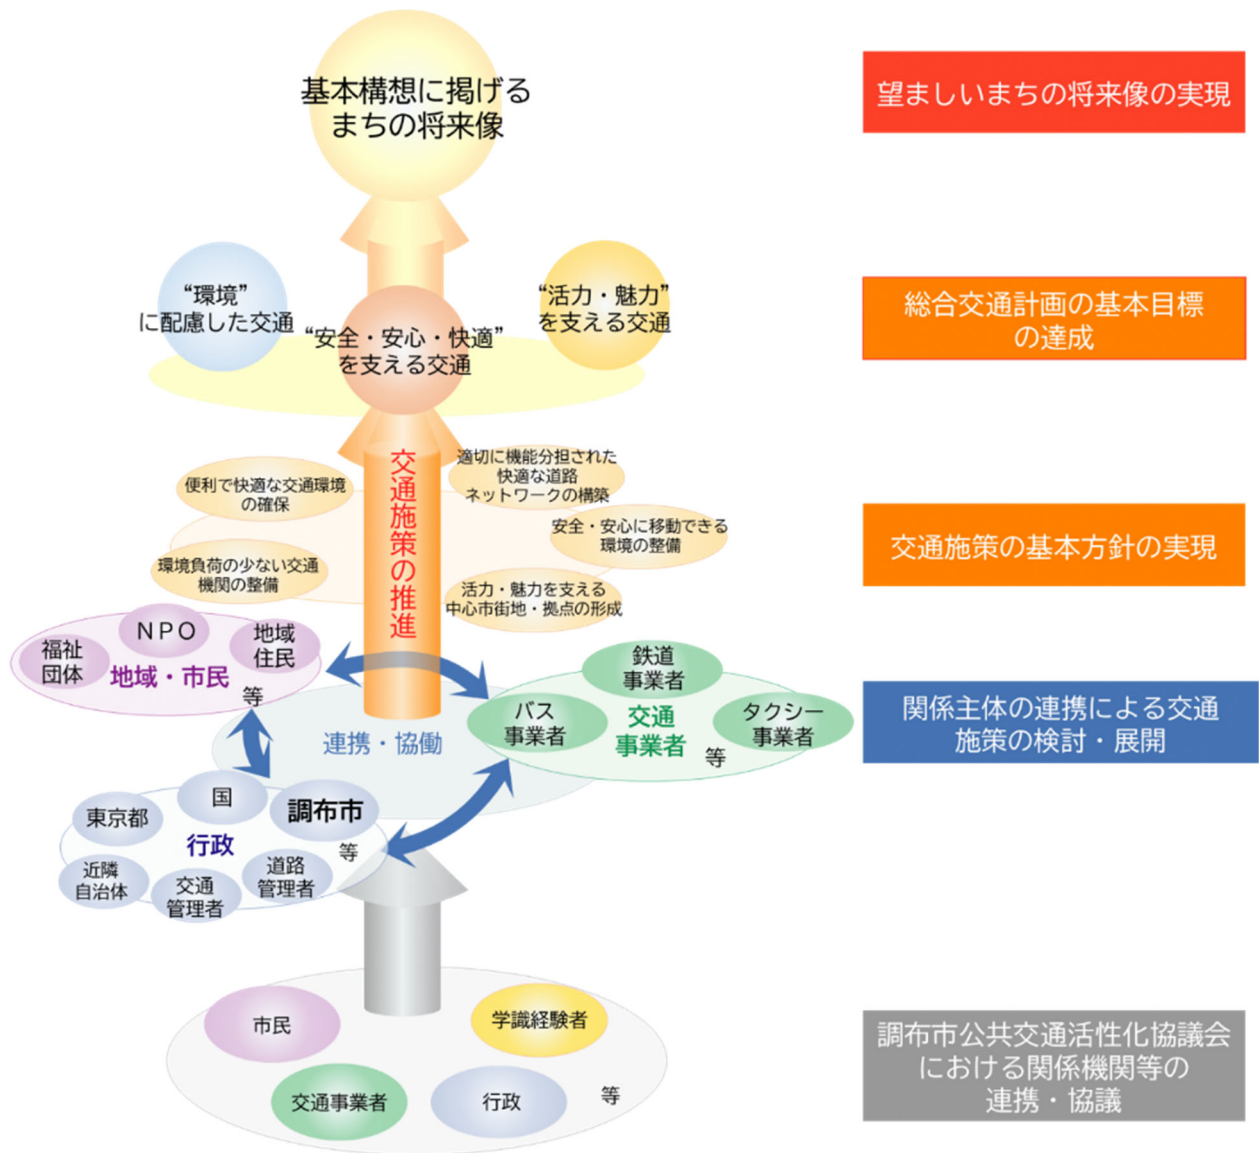 基本構想に掲げる
まちの将来像
望ましいまちの将来像の実現
“環境”
に配慮した交通
“安全・安心・快適”
を支える交通
“活力・魅力”
を支える交通
総合交通計画の基本目標
の達成
交通施策の推進
便利で快適な交通環境
の確保
適切に機能分担された
快適な道路
ネットワークの構築
安全・安心に移動できる
環境の整備
環境負荷の少ない交通
機関の整備
活力・魅力を支える
中心市街地・拠点の形成
交通施策の基本方針の実現
福祉
団体
NPO
地域
住民
地域・市民
等
鉄道
事業者
バス
事業者
交通
事業者
タクシー
事業者
等
連携・協働
関係主体の連携による交通
施策の検討・展開
東京都
国
調布市
行政
等
近隣
自治体
交通
管理者
道路
管理者
市民
学識経験者
交通事業者
行政
等
調布市公共交通活性化協議会
における関係機関等の
連携・協議